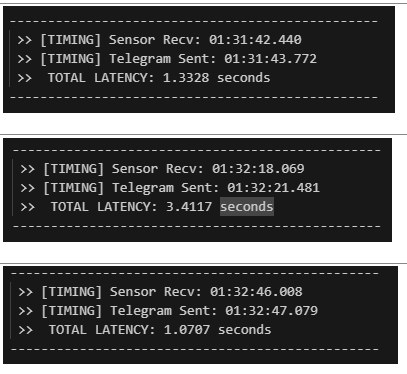 ------------------------------------------------
>> [TIMING] Sensor Recv: 01:31:42.440
>> [TIMING] Telegram Sent: 01:31:43.772
>>  TOTAL LATENCY: 1.3328 seconds
------------------------------------------------
------------------------------------------------
>> [TIMING] Sensor Recv: 01:32:18.069
>> [TIMING] Telegram Sent: 01:32:21.481
>>  TOTAL LATENCY: 3.4117 seconds
------------------------------------------------
------------------------------------------------
>> [TIMING] Sensor Recv: 01:32:46.008
>> [TIMING] Telegram Sent: 01:32:47.079
>>  TOTAL LATENCY: 1.0707 seconds
------------------------------------------------